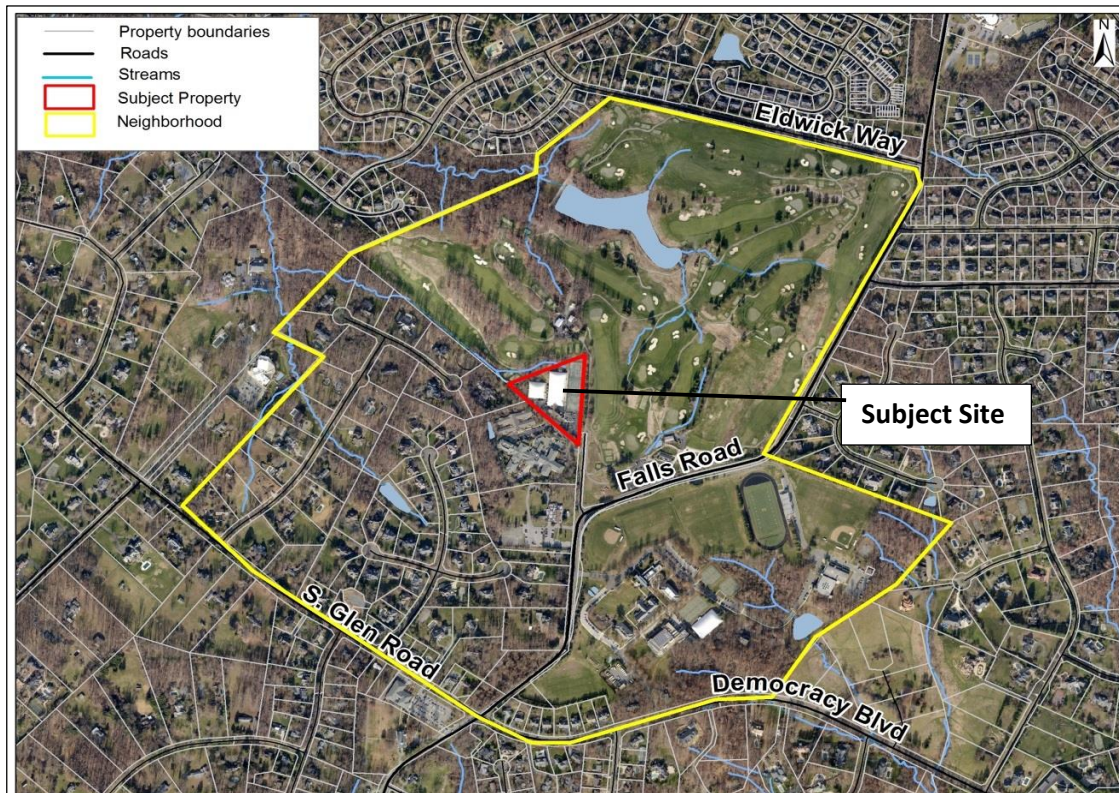 Property boundaries
Roads
Streams
Subject Property
Neighborhood
N
Eldwick Way
Subject Site
Falls Road
S. Glen Road
Democracy Blvd